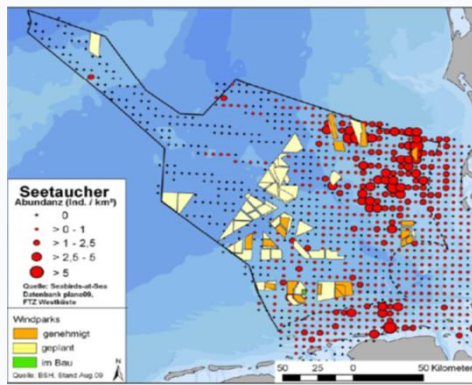 Seetaucher
Abundanz (Ind. / km²)
0
> 0 - 1
> 1 - 2,5
> 2,5 - 5
> 5
Quelle: Seabirds-at-Sea
Datenbank plano09,
FTZ Westküste
Windparks
genehmigt
geplant
im Bau
Quelle: BSH, Stand Aug.09
N
50 25 0 50 Kilometer